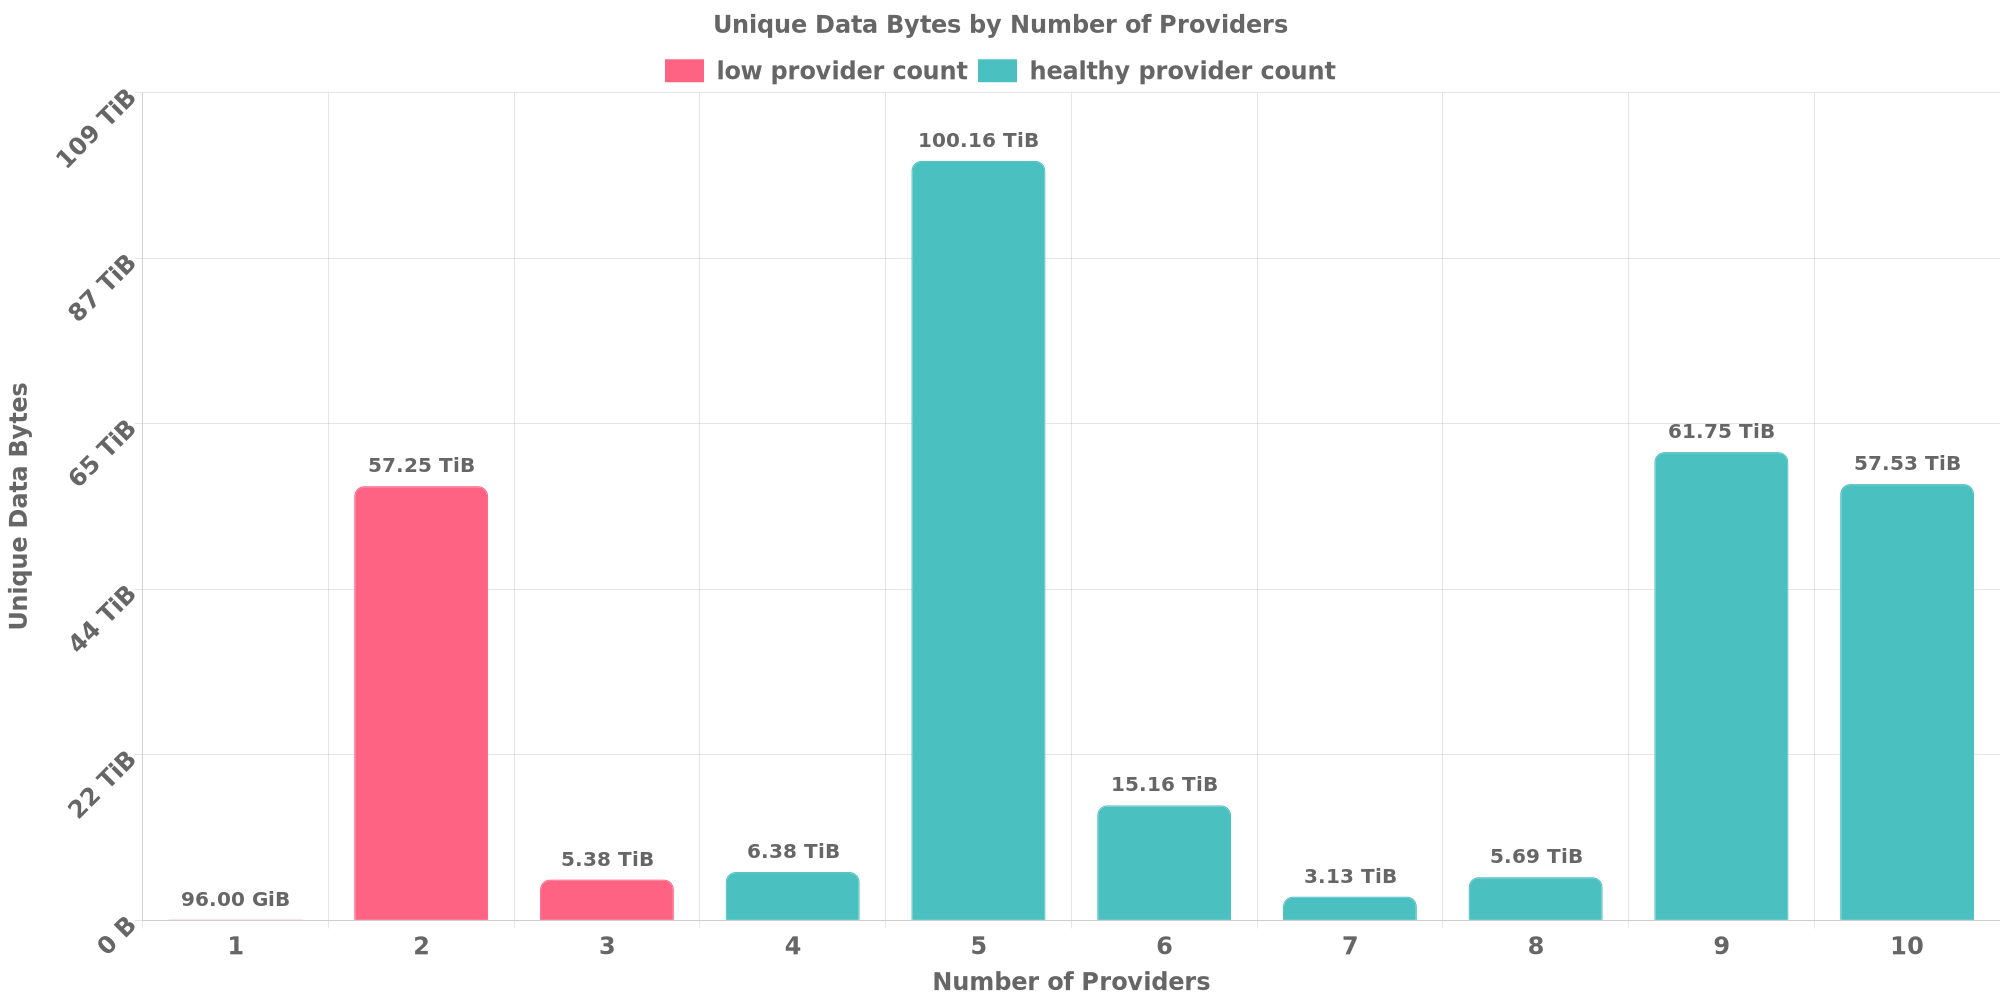 Unique Data Bytes by Number of Providers
low provider count healthy provider count
109 TiB
87 TiB
65 TiB
44 TiB
22 TiB
0 B
Unique Data Bytes
96.00 GiB
57.25 TiB
5.38 TiB
6.38 TiB
100.16 TiB
15.16 TiB
3.13 TiB
5.69 TiB
61.75 TiB
57.53 TiB
1 2 3 4 5 6 7 8 9 10
Number of Providers